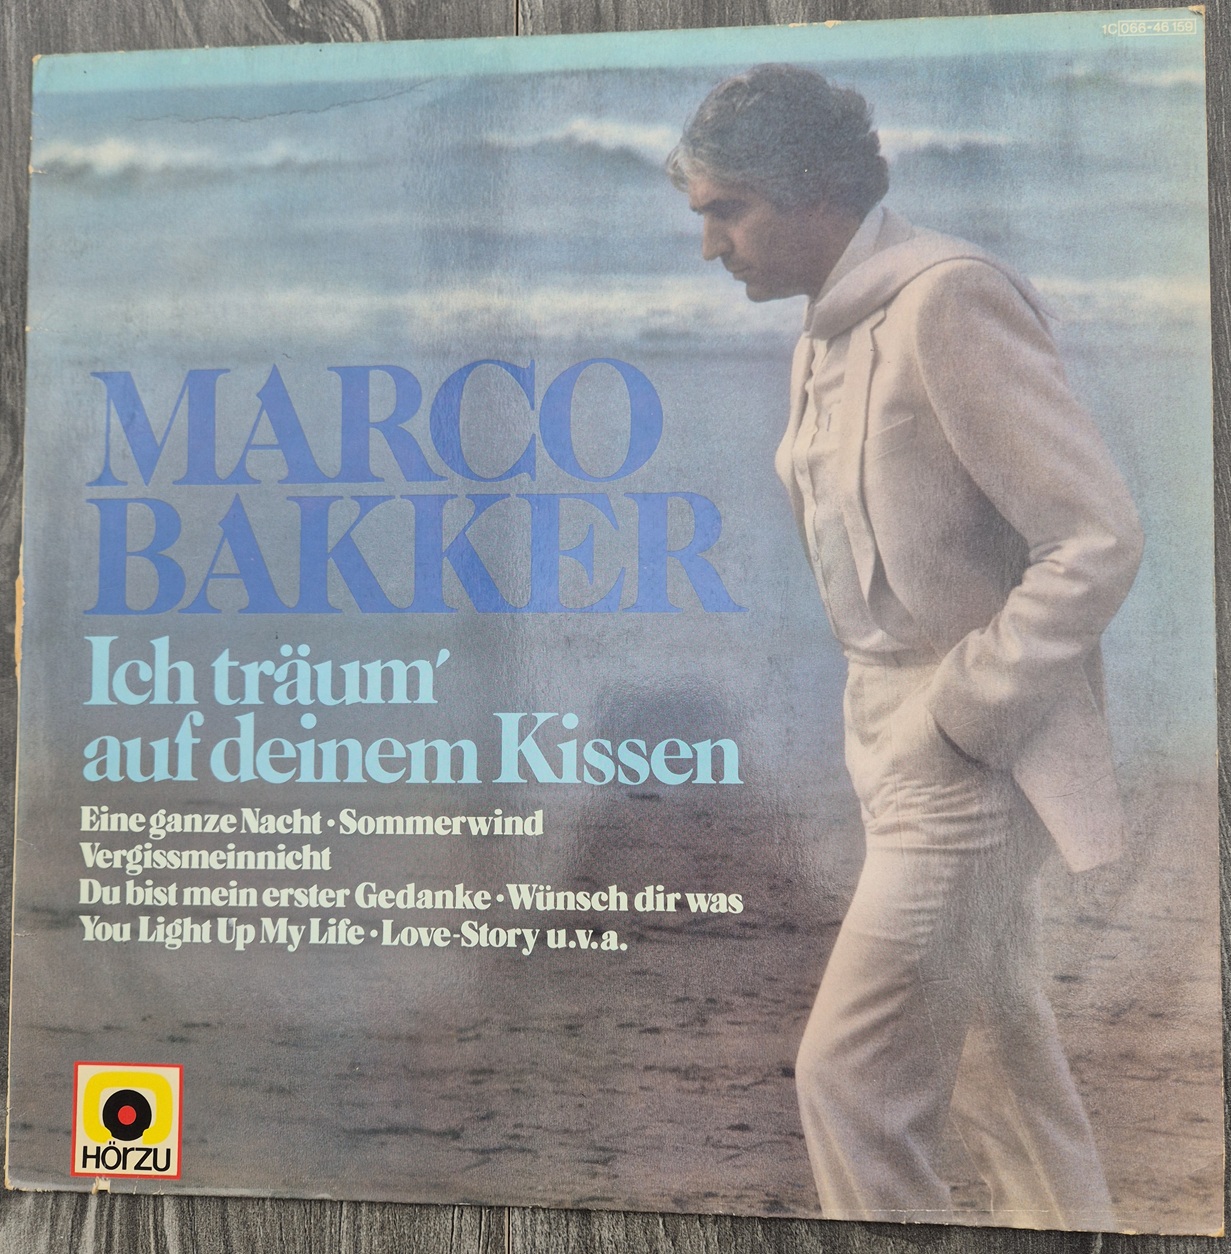 1C 066-46 159
MARCO
BAKKER
Ich träum'
auf deinem Kissen
Eine ganze Nacht • Sommerwind
Vergissmeinnicht
Du bist mein erster Gedanke • Wünsch dir was
You Light Up My Life • Love-Story u.v.a.
HÖRZU